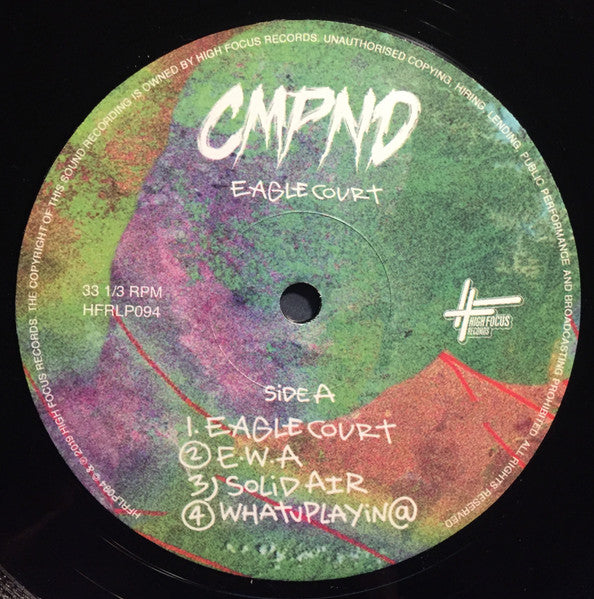 HFRLP094 ℗ & © 2019 HIGH FOCUS RECORDS. THE COPYRIGHT OF THIS SOUND RECORDING IS OWNED BY HIGH FOCUS RECORDS. UNAUTHORISED COPYING, HIRING, LENDING, PUBLIC PERFORMANCE AND BROADCASTING PROHIBITED. ALL RIGHTS RESERVED
CMPND
EAGLE COURT
33 1/3 RPM
HFRLP094
HIGH FOCUS
RECORDS
SiDE A
1. EAGLE COURT
2 E.W.A
3) SOLiD AIR
4 WHATUPLAYiN@